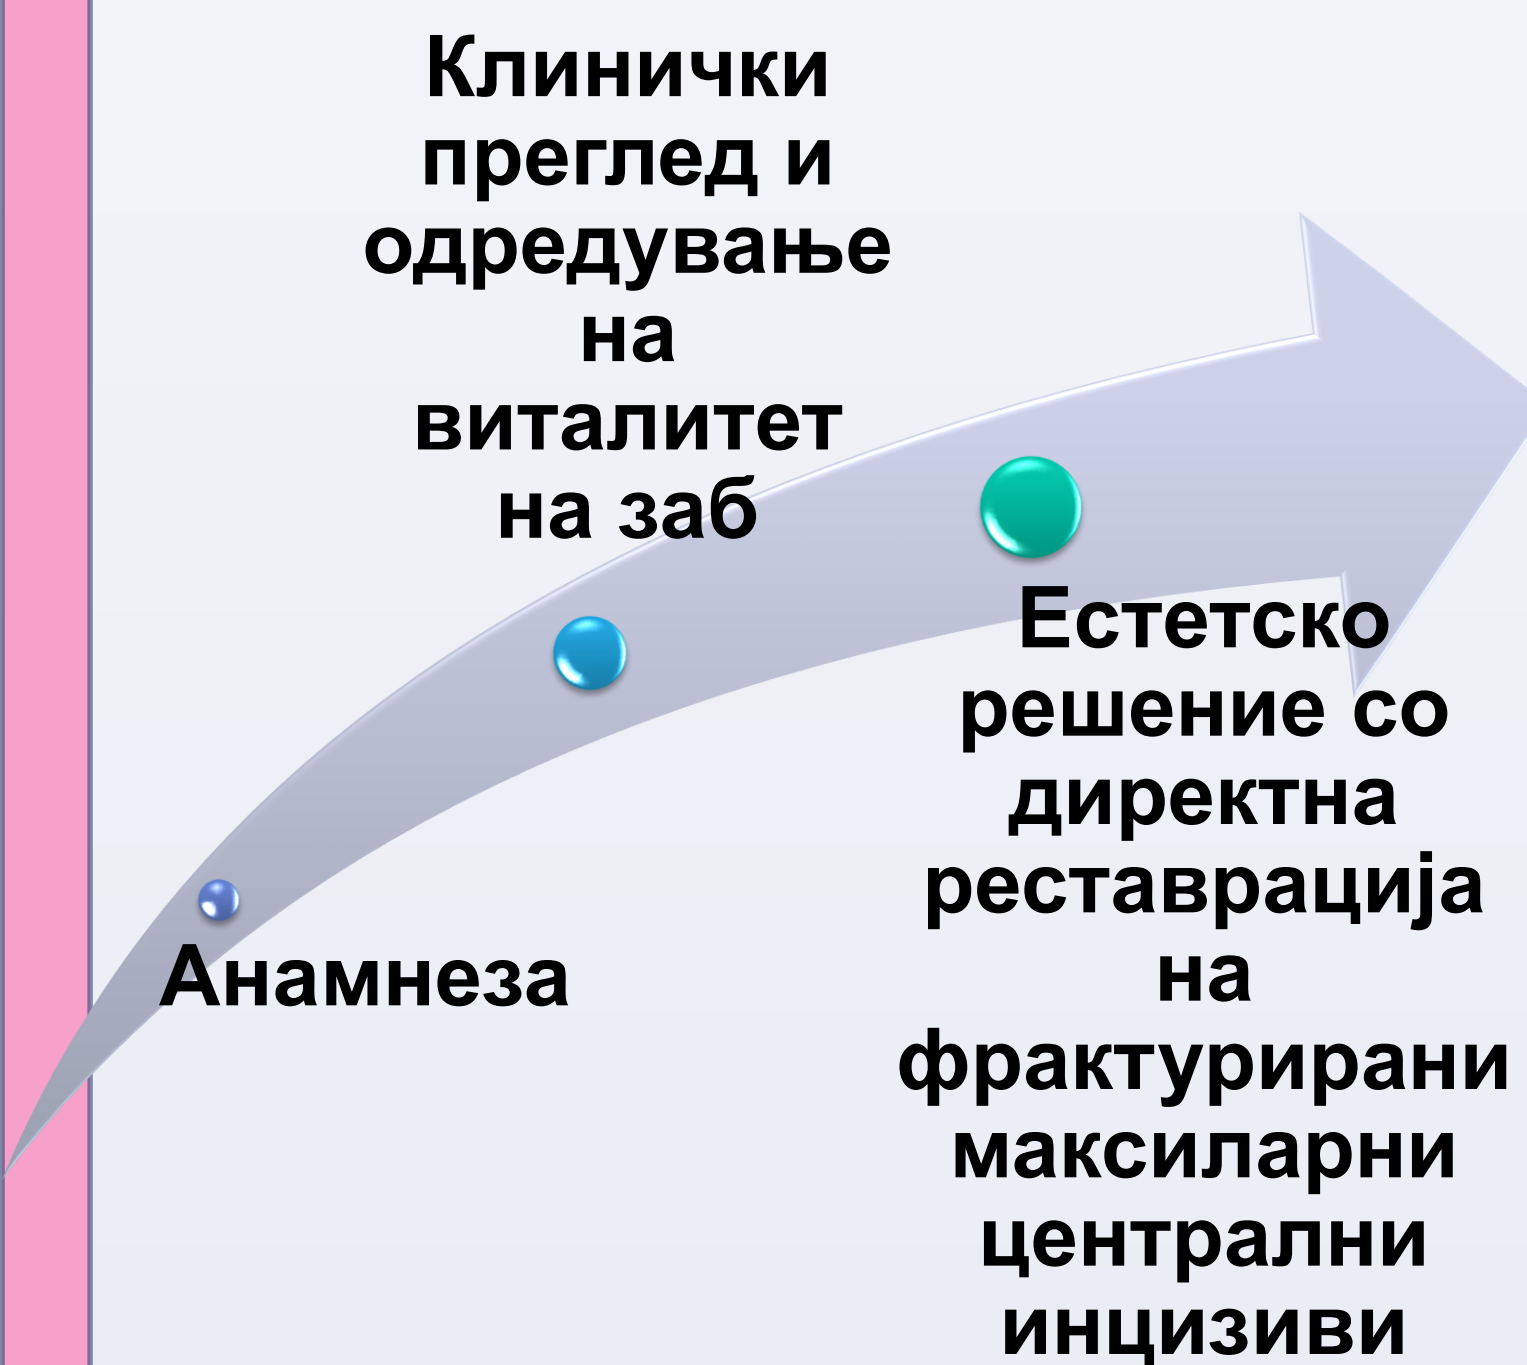 Клинички
преглед и
одредување
на
виталитет
на заб
Анамнеза
Естетско
решение со
директна
реставрација
на
фрактурирани
максиларни
централни
инцизиви